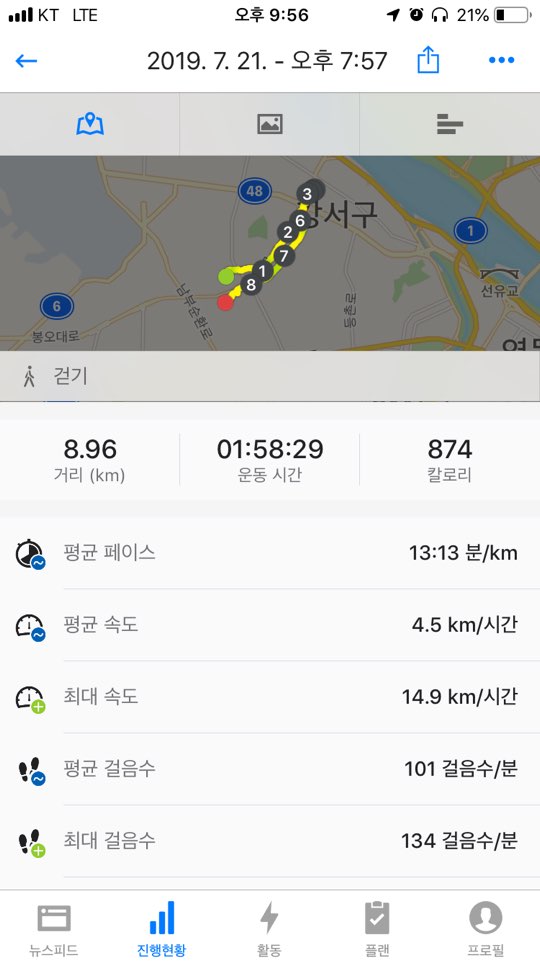 KT LTE 오후 9:56 21%
2019. 7. 21. - 오후 7:57
48
3
강서구
6
1
2
7
선유교
1
8
6
남부순환로
등촌로
봉오대로
걷기
8.96 01:58:29 874
거리 (km) 운동 시간 칼로리
평균 페이스 13:13 분/km
평균 속도 4.5 km/시간
최대 속도 14.9 km/시간
평균 걸음수 101 걸음수/분
최대 걸음수 134 걸음수/분
뉴스피드 진행현황 활동 플랜 프로필